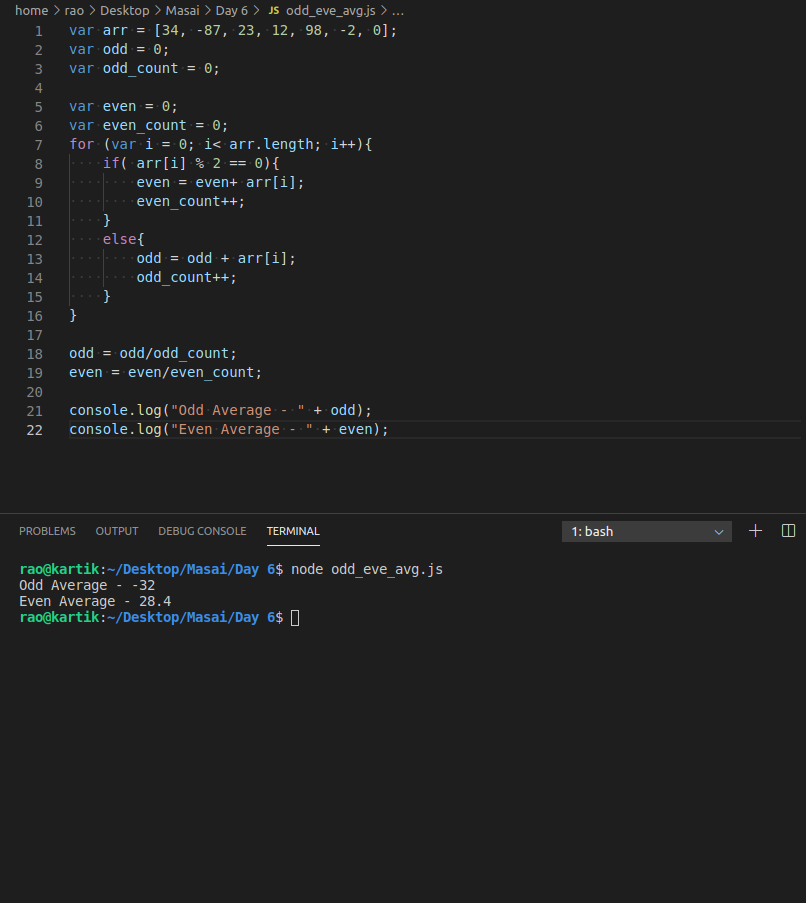 home > rao > Desktop > Masai > Day 6 > JS odd_eve_avg.js > ...
1 var arr = [34, -87, 23, 12, 98, -2, 0];
2 var odd = 0;
3 var odd_count = 0;
4
5 var even = 0;
6 var even_count = 0;
7 for (var i = 0; i< arr.length; i++){
8     if( arr[i] % 2 == 0){
9         even = even+ arr[i];
10         even_count++;
11     }
12     else{
13         odd = odd + arr[i];
14         odd_count++;
15     }
16 }
17
18 odd = odd/odd_count;
19 even = even/even_count;
20
21 console.log("Odd Average - " + odd);
22 console.log("Even Average - " + even);
PROBLEMS OUTPUT DEBUG CONSOLE TERMINAL 1: bash
rao@kartik:~/Desktop/Masai/Day 6$ node odd_eve_avg.js
Odd Average - -32
Even Average - 28.4
rao@kartik:~/Desktop/Masai/Day 6$